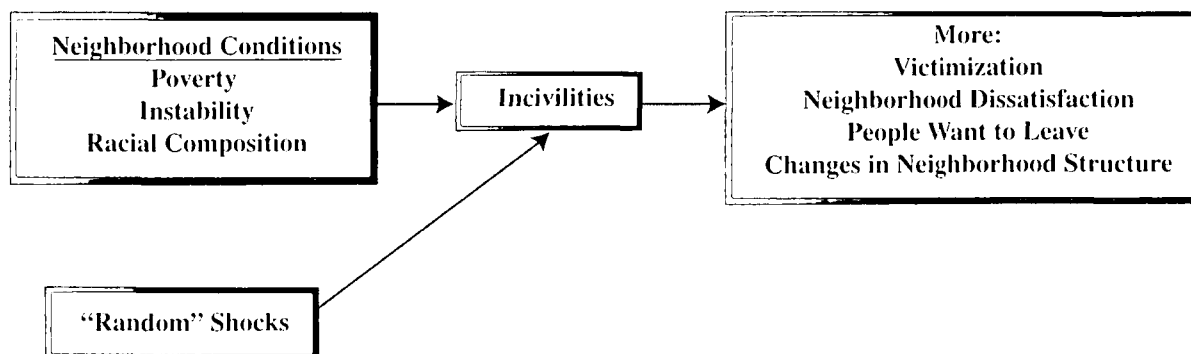 Neighborhood Conditions
Poverty
Instability
Racial Composition
Incivilities
More:
Victimization
Neighborhood Dissatisfaction
People Want to Leave
Changes in Neighborhood Structure
“Random” Shocks